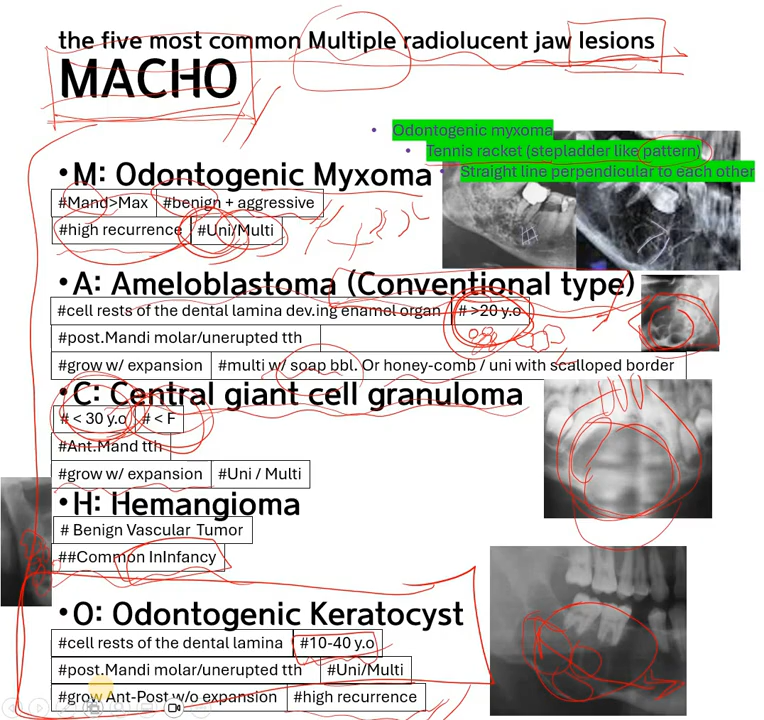 the five most common Multiple radiolucent jaw lesions
MACHO
• Odontogenic myxoma
• Tennis racket (stepladder like pattern)
• Straight line perpendicular to each other
•M: Odontogenic Myxoma
#Mand>Max #benign + aggressive
#high recurrence #Uni/Multi
•A: Ameloblastoma (Conventional type)
#cell rests of the dental lamina dev.ing enamel organ # >20 y.o
#post.Mandi molar/unerupted tth
#grow w/ expansion #multi w/ soap bbl. Or honey-comb / uni with scalloped border
•C: Central giant cell granuloma
# < 30 y.o # < F
#Ant.Mand tth
#grow w/ expansion #Uni / Multi
•H: Hemangioma
# Benign Vascular Tumor
##Common InInfancy
•O: Odontogenic Keratocyst
#cell rests of the dental lamina #10-40 y.o
#post.Mandi molar/unerupted tth #Uni/Multi
#grow Ant-Post w/o expansion #high recurrence